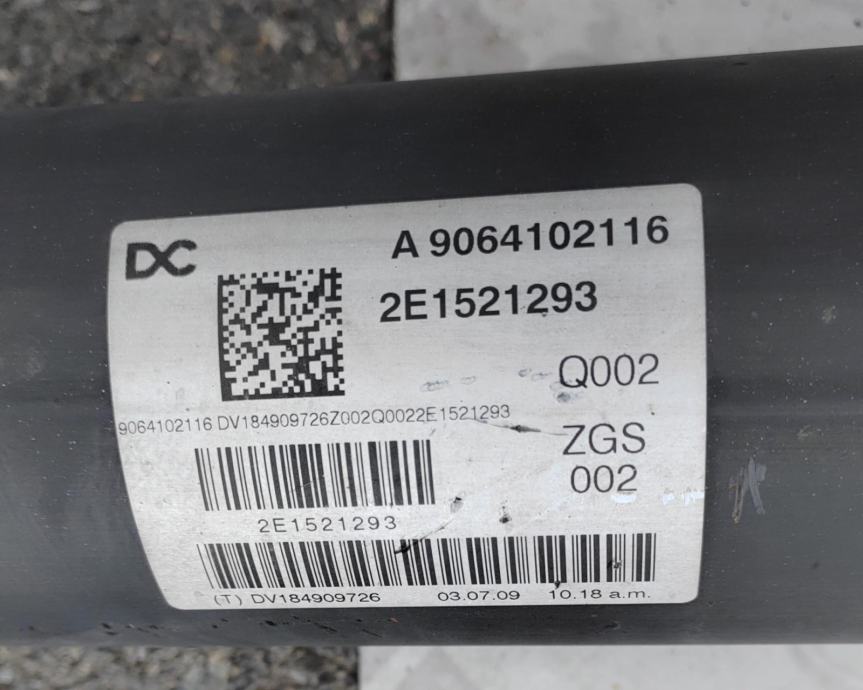 DC
A 9064102116
2E1521293
Q002
9064102116 DV184909726Z002Q0022E1521293
ZGS
002
2E1521293
(T) DV184909726 03.07.09 10.18 a.m.